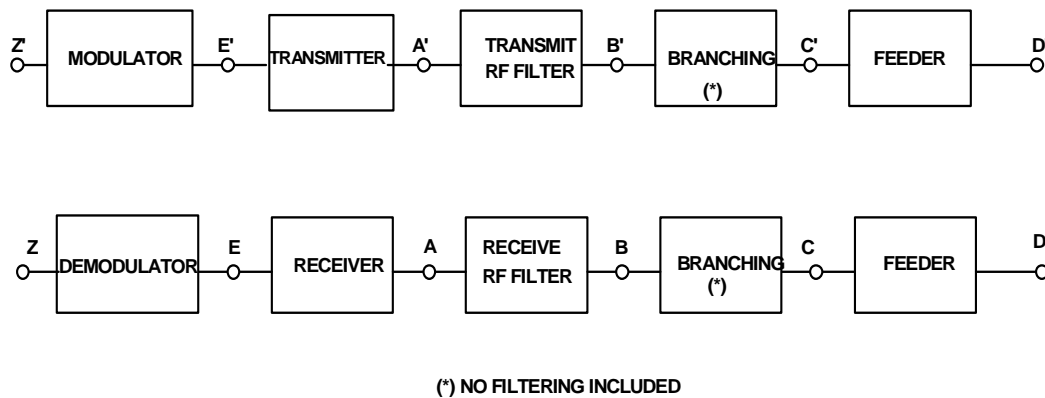 Z' MODULATOR E' TRANSMITTER A' TRANSMIT RF FILTER B' BRANCHING (*) C' FEEDER D'
Z DEMODULATOR E RECEIVER A RECEIVE RF FILTER B BRANCHING (*) C FEEDER D
(*) NO FILTERING INCLUDED